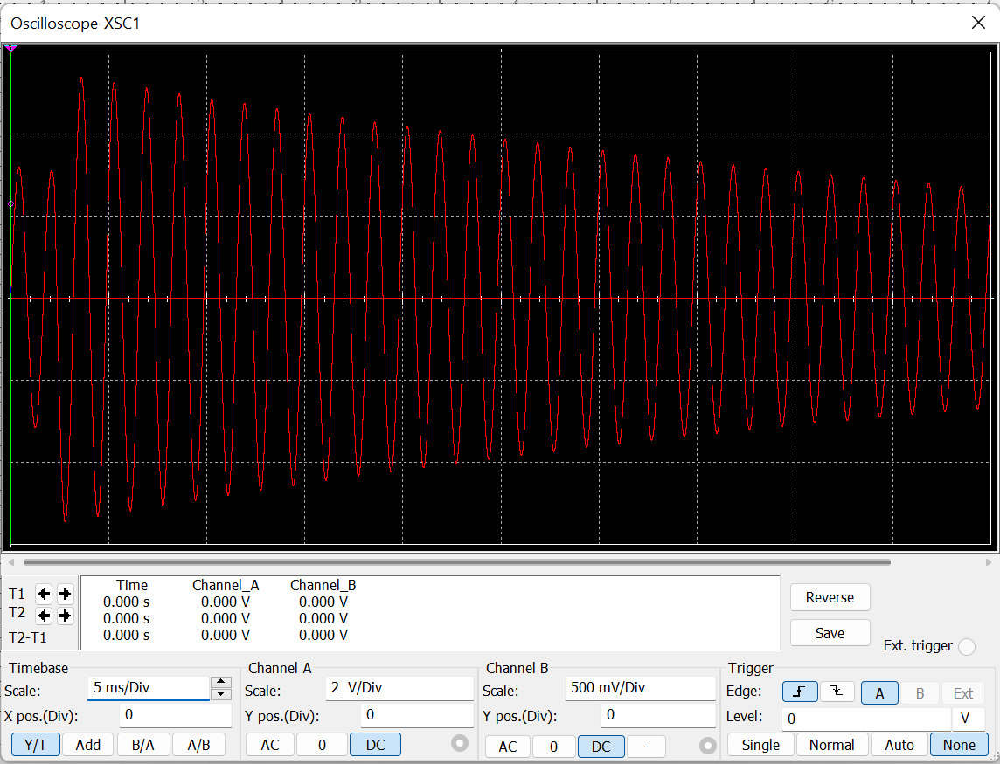 Oscilloscope-XSC1
Time Channel_A Channel_B
T1 0.000 s 0.000 V 0.000 V
T2 0.000 s 0.000 V 0.000 V
T2-T1 0.000 s 0.000 V 0.000 V
Reverse
Save
Ext. trigger
Timebase
Scale: 5 ms/Div
X pos.(Div): 0
Y/T Add B/A A/B
Channel A
Scale: 2 V/Div
Y pos.(Div): 0
AC 0 DC
Channel B
Scale: 500 mV/Div
Y pos.(Div): 0
AC 0 DC -
Trigger
Edge: A B Ext
Level: 0 V
Single Normal Auto None